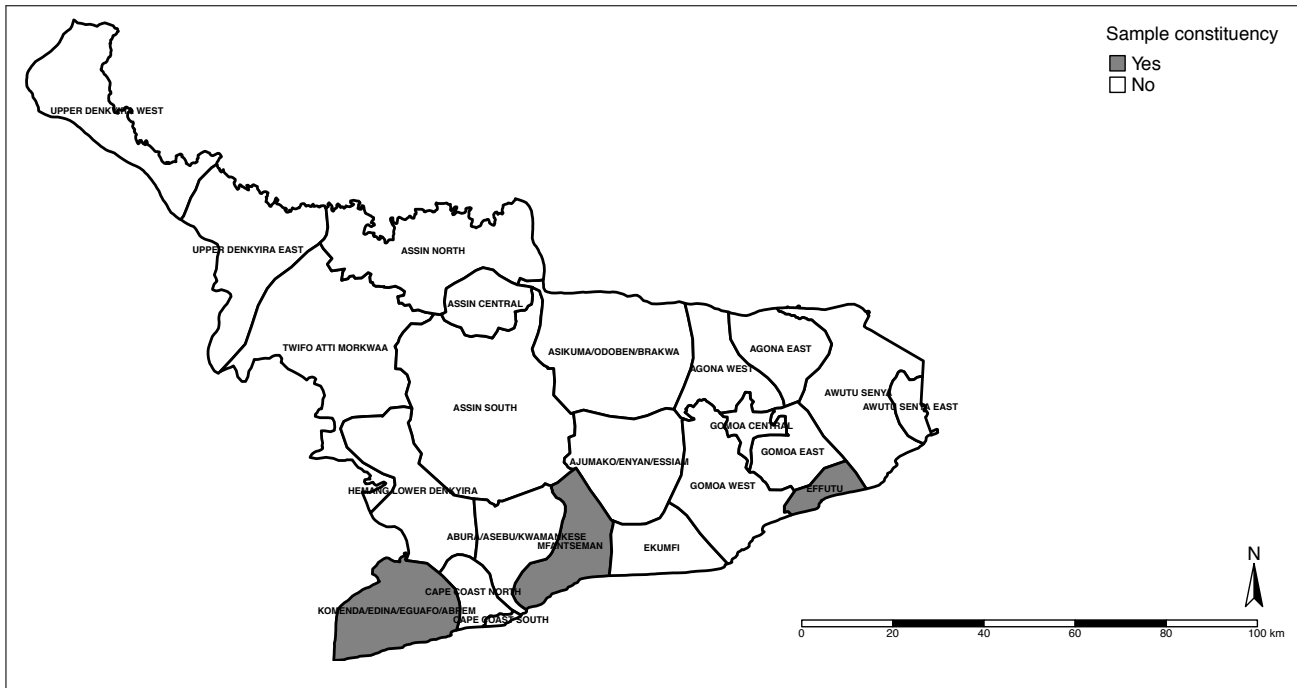 Sample constituency
Yes
No
UPPER DENKYIRA WEST
UPPER DENKYIRA EAST
ASSIN NORTH
ASSIN CENTRAL
TWIFO ATTI MORKWAA
ASIKUMA/ODOBEN/BRAKWA
AGONA EAST
AGONA WEST
AWUTU SENYA
AWUTU SENYA EAST
ASSIN SOUTH
GOMOA CENTRAL
GOMOA EAST
AJUMAKO/ENYAN/ESSIAM
GOMOA WEST
EFFUTU
HEMANG LOWER DENKYIRA
ABURA/ASEBU/KWAMANKESE
MFANTSEMAN
EKUMFI
CAPE COAST NORTH
KOMENDA/EDINA/EGUAFO/ABREM
CAPE COAST SOUTH
N
0 20 40 60 80 100 km